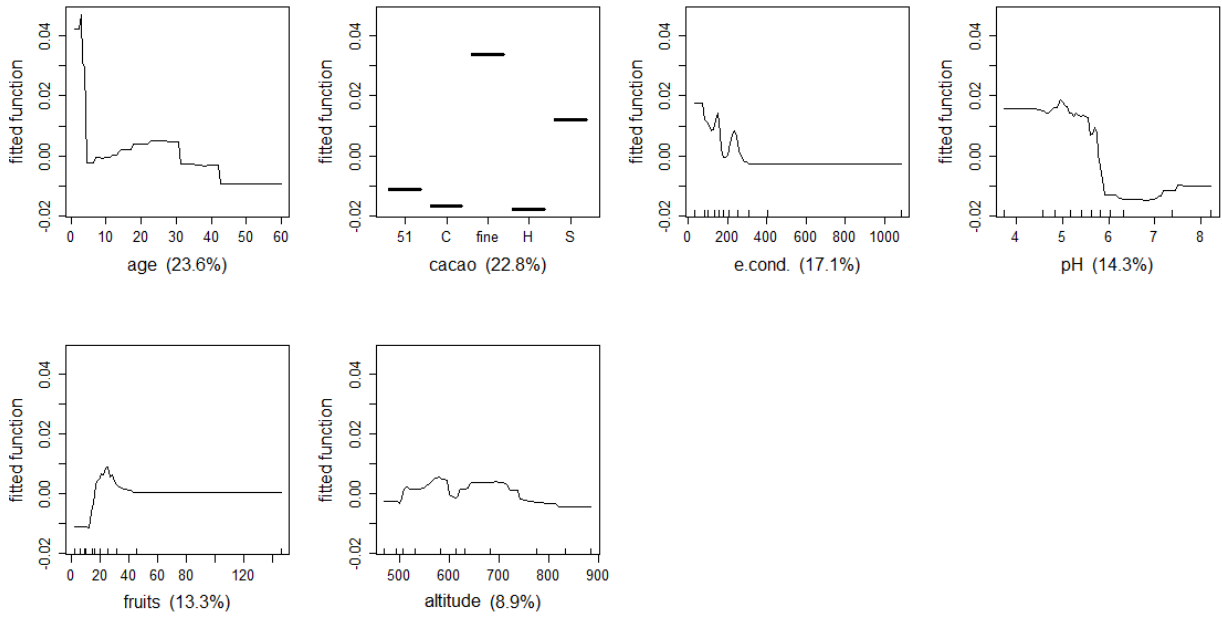 fitted function
-0.02 0.00 0.02 0.04
0 10 20 30 40 50 60
age (23.6%)
fitted function
-0.02 0.00 0.02 0.04
51 C fine H S
cacao (22.8%)
fitted function
-0.02 0.00 0.02 0.04
0 200 400 600 800 1000
e.cond. (17.1%)
fitted function
-0.02 0.00 0.02 0.04
4 5 6 7 8
pH (14.3%)
fitted function
-0.02 0.00 0.02 0.04
0 20 40 60 80 120
fruits (13.3%)
fitted function
-0.02 0.00 0.02 0.04
500 600 700 800 900
altitude (8.9%)